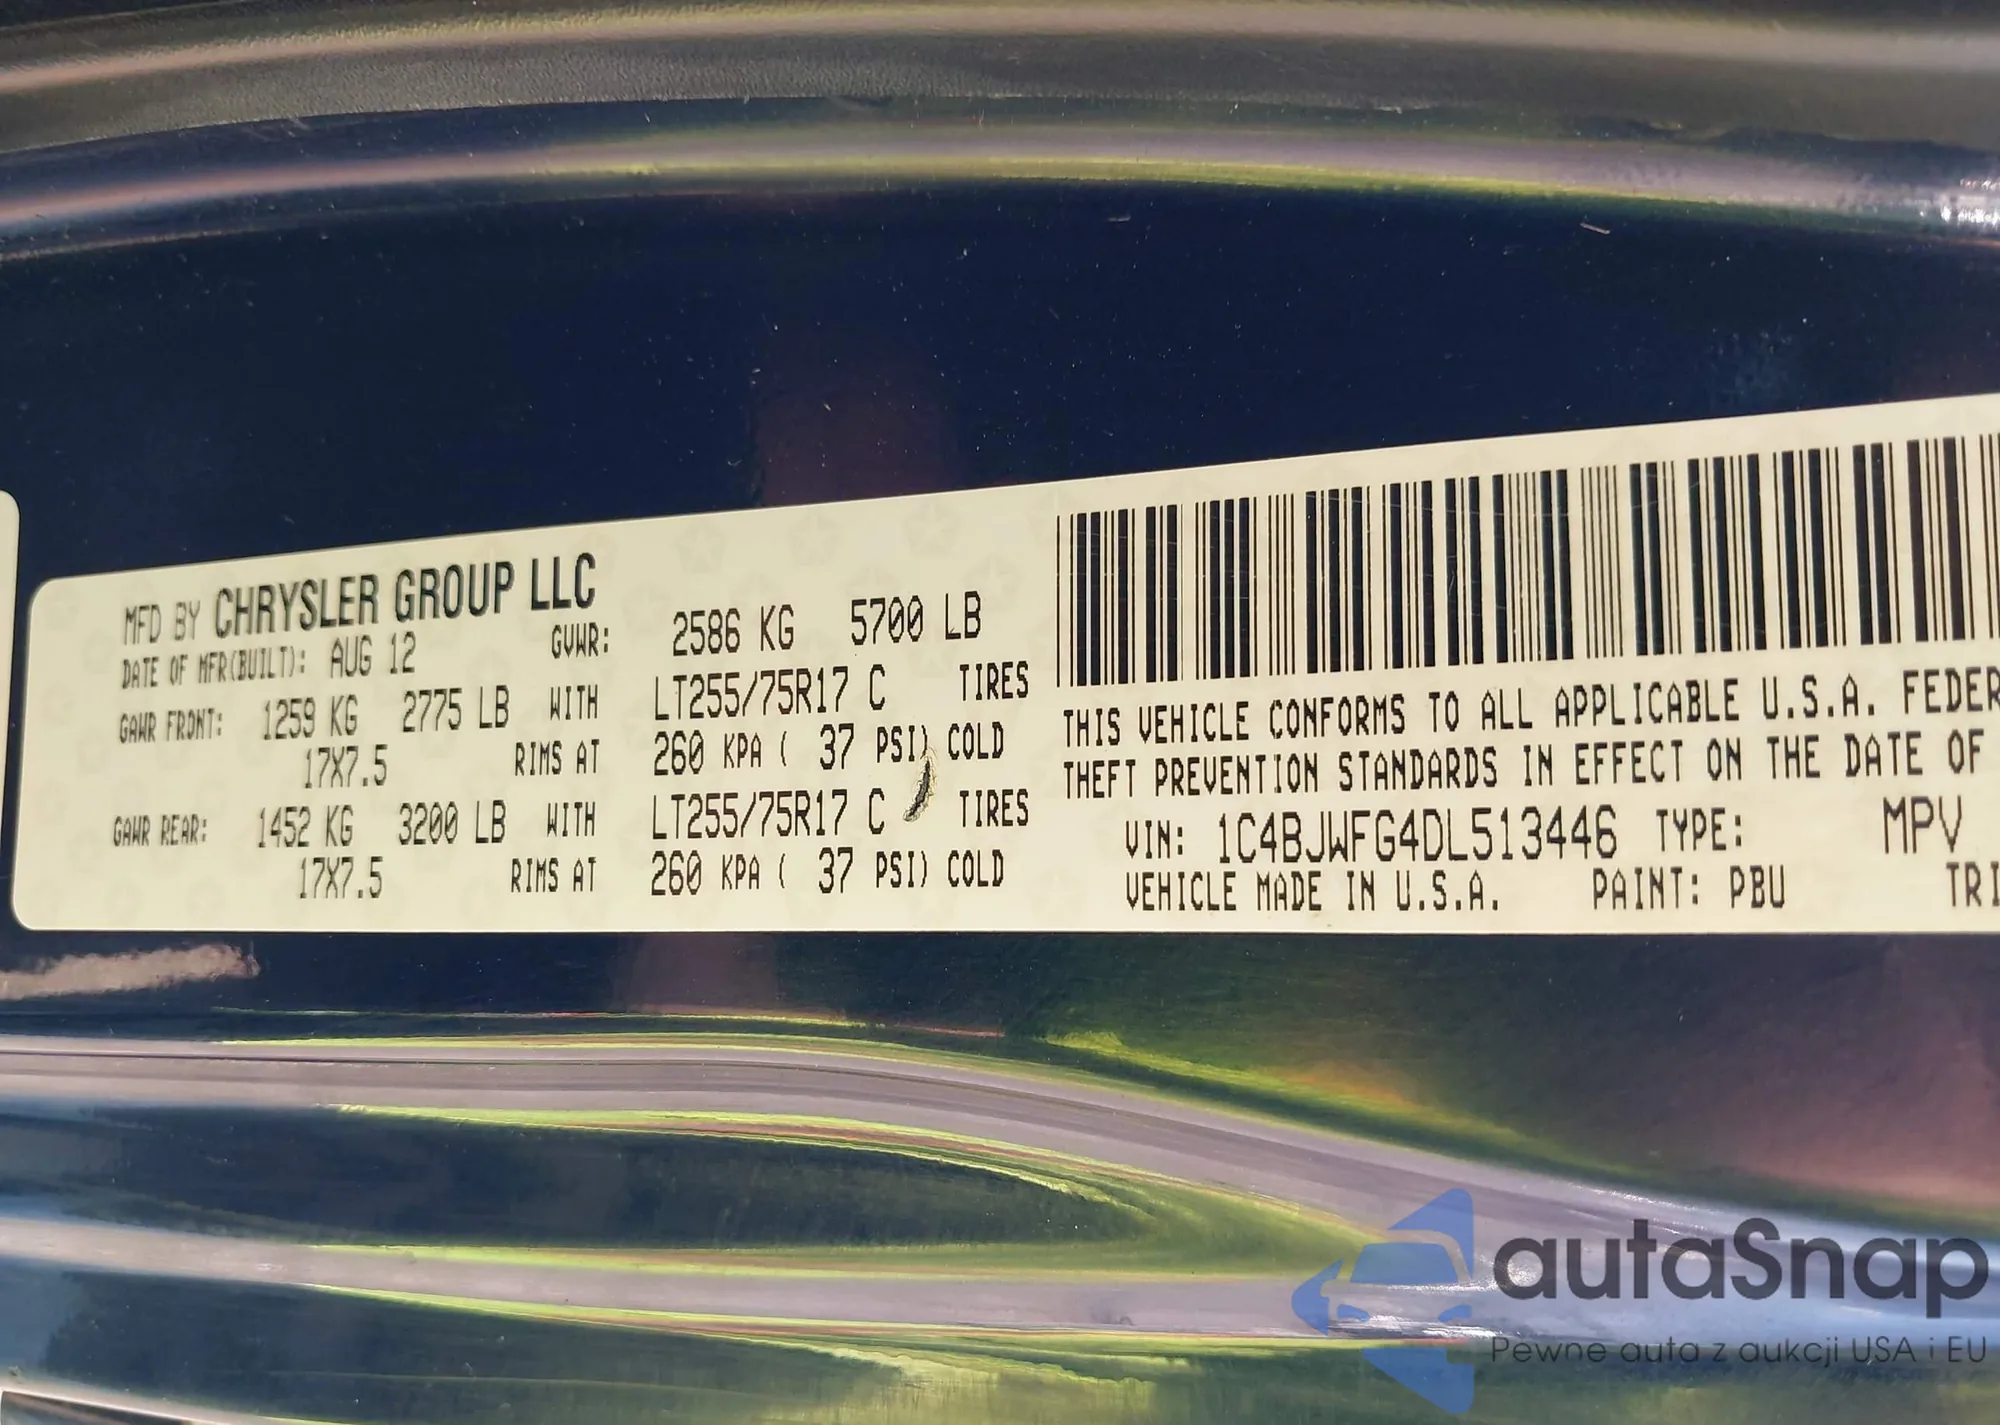 MFD BY CHRYSLER GROUP LLC
DATE OF MFR(BUILT): AUG 12 GVWR: 2586 KG 5700 LB
GAWR FRONT: 1259 KG 2775 LB WITH LT255/75R17 C TIRES
17X7.5 RIMS AT 260 KPA ( 37 PSI) COLD
GAWR REAR: 1452 KG 3200 LB WITH LT255/75R17 C TIRES
17X7.5 RIMS AT 260 KPA ( 37 PSI) COLD
THIS VEHICLE CONFORMS TO ALL APPLICABLE U.S.A. FEDER
THEFT PREVENTION STANDARDS IN EFFECT ON THE DATE OF
VIN: 1C4BJWFG4DL513446 TYPE: MPV
VEHICLE MADE IN U.S.A. PAINT: PBU TRI
autaSnap
Pewne auta z aukcji USA i EU